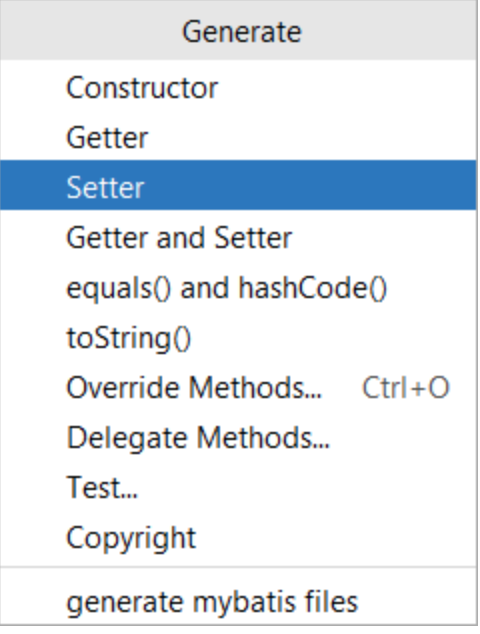 Generate
Constructor
Getter
Setter
Getter and Setter
equals() and hashCode()
toString()
Override Methods... Ctrl+O
Delegate Methods...
Test...
Copyright
generate mybatis files